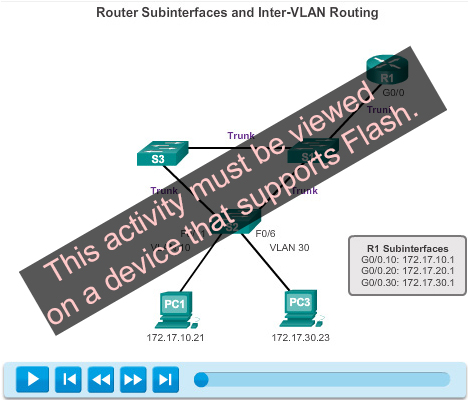 Router Subinterfaces and Inter-VLAN Routing
R1
G0/0
Trunk
Trunk
S3
Trunk
Trunk
This activity must be viewed
on a device that supports Flash.
S2
F0/6
VLAN 30
R1 Subinterfaces
G0/0.10: 172.17.10.1
G0/0.20: 172.17.20.1
G0/0.30: 172.17.30.1
PC1
PC3
172.17.10.21
172.17.30.23